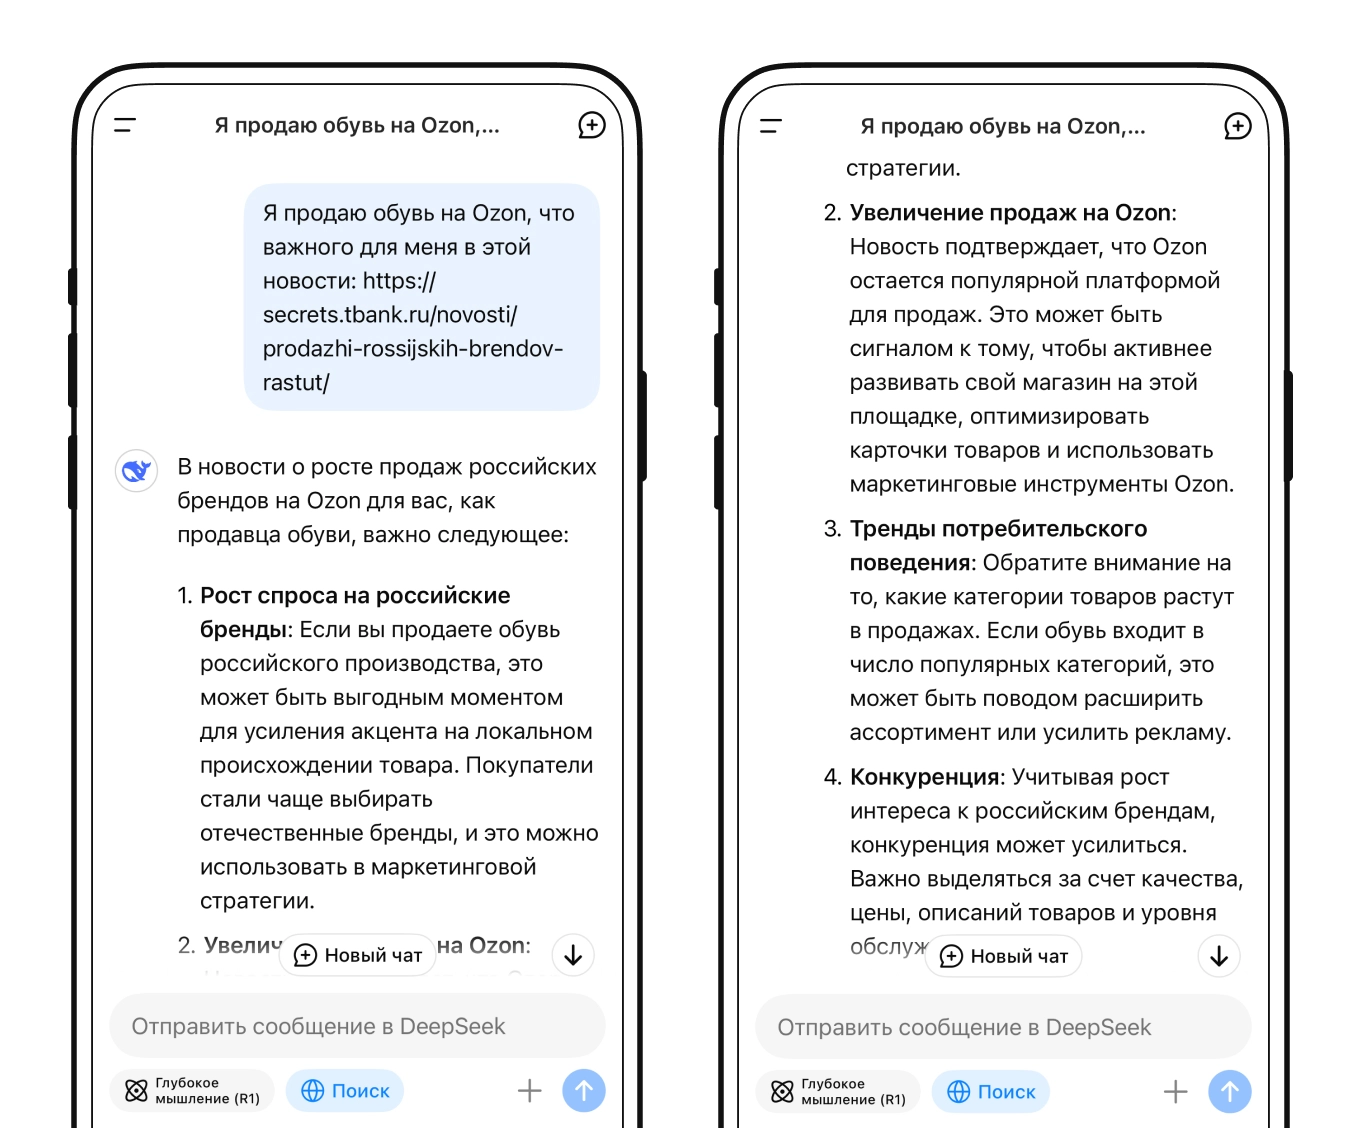 Я продаю обувь на Ozon,...
Я продаю обувь на Ozon, что
важного для меня в этой
новости: https://
secrets.tbank.ru/novosti/
prodazhi-rossijskih-brendov-
rastut/
В новости о росте продаж российских
брендов на Ozon для вас, как
продавца обуви, важно следующее:
1. Рост спроса на российские
бренды: Если вы продаете обувь
российского производства, это
может быть выгодным моментом
для усиления акцента на локальном
происхождении товара. Покупатели
стали чаще выбирать
отечественные бренды, и это можно
использовать в маркетинговой
стратегии.
2. Увелич на Ozon:
Новый чат
Отправить сообщение в DeepSeek
Глубокое
мышление (R1)
Поиск
Я продаю обувь на Ozon,...
стратегии.
2. Увеличение продаж на Ozon:
Новость подтверждает, что Ozon
остается популярной платформой
для продаж. Это может быть
сигналом к тому, чтобы активнее
развивать свой магазин на этой
площадке, оптимизировать
карточки товаров и использовать
маркетинговые инструменты Ozon.
3. Тренды потребительского
поведения: Обратите внимание на
то, какие категории товаров растут
в продажах. Если обувь входит в
число популярных категорий, это
может быть поводом расширить
ассортимент или усилить рекламу.
4. Конкуренция: Учитывая рост
интереса к российским брендам,
конкуренция может усилиться.
Важно выделяться за счет качества,
цены, описаний товаров и уровня
обслуж
Новый чат
Отправить сообщение в DeepSeek
Глубокое
мышление (R1)
Поиск